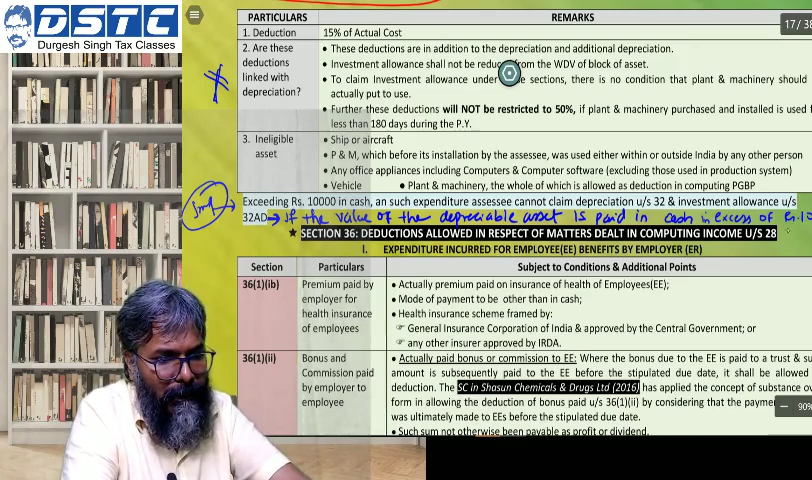 DSTC
Durgesh Singh Tax Classes
17/38
PARTICULARS REMARKS
1. Deduction 15% of Actual Cost
2. Are these deductions linked with depreciation?
• These deductions are in addition to the depreciation and additional depreciation.
• Investment allowance shall not be from the WDV of block of asset.
• To claim Investment allowance under sections, there is no condition that plant & machinery should
actually put to use.
• Further these deductions will NOT be restricted to 50%, if plant & machinery purchased and installed is used
less than 180 days during the P.Y.
3. Ineligible asset
• Ship or aircraft
• P & M, which before its installation by the assessee, was used either within or outside India by any other person
• Any office appliances including Computers & Computer software (excluding those used in production system)
• Vehicle • Plant & machinery, the whole of which is allowed as deduction in computing PGBP
Imp → Exceeding Rs. 10000 in cash, an such expenditure assessee cannot claim depreciation u/s 32 & investment allowance u/s
32AD → If the value of the depreciable asset is paid in cash in excess of Rs.10
★ SECTION 36: DEDUCTIONS ALLOWED IN RESPECT OF MATTERS DEALT IN COMPUTING INCOME U/S 28
I. EXPENDITURE INCURRED FOR EMPLOYEE(EE) BENEFITS BY EMPLOYER (ER)
Section Particulars Subject to Conditions & Additional Points
36(1)(ib) Premium paid by employer for health insurance of employees
• Actually premium paid on insurance of health of Employees(EE);
• Mode of payment to be other than in cash;
• Health insurance scheme framed by:
☞ General Insurance Corporation of India & approved by the Central Government; or
☞ any other insurer approved by IRDA.
36(1)(ii) Bonus and Commission paid by employer to employee
• Actually paid bonus or commission to EE: Where the bonus due to the EE is paid to a trust & su
amount is subsequently paid to the EE before the stipulated due date, it shall be allowed
deduction. The SC in Shasun Chemicals & Drugs Ltd (2016) has applied the concept of substance ov
form in allowing the deduction of bonus paid u/s 36(1)(ii) by considering that the paymen
was ultimately made to EEs before the stipulated due date.
• Such sum not otherwise been payable as profit or dividend.
90%